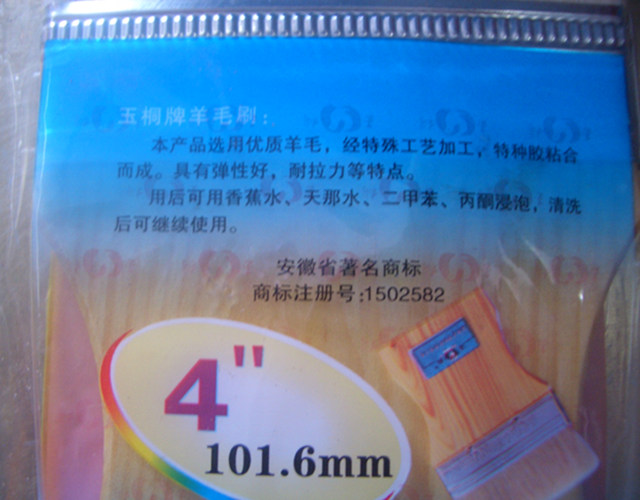 玉桐牌羊毛刷：
本产品选用优质羊毛，经特殊工艺加工，特种胶粘合
而成。具有弹性好，耐拉力等特点。
用后可用香蕉水、天那水、二甲苯、丙酮浸泡，清洗
后可继续使用。
安徽省著名商标
商标注册号:1502582
4"
101.6mm